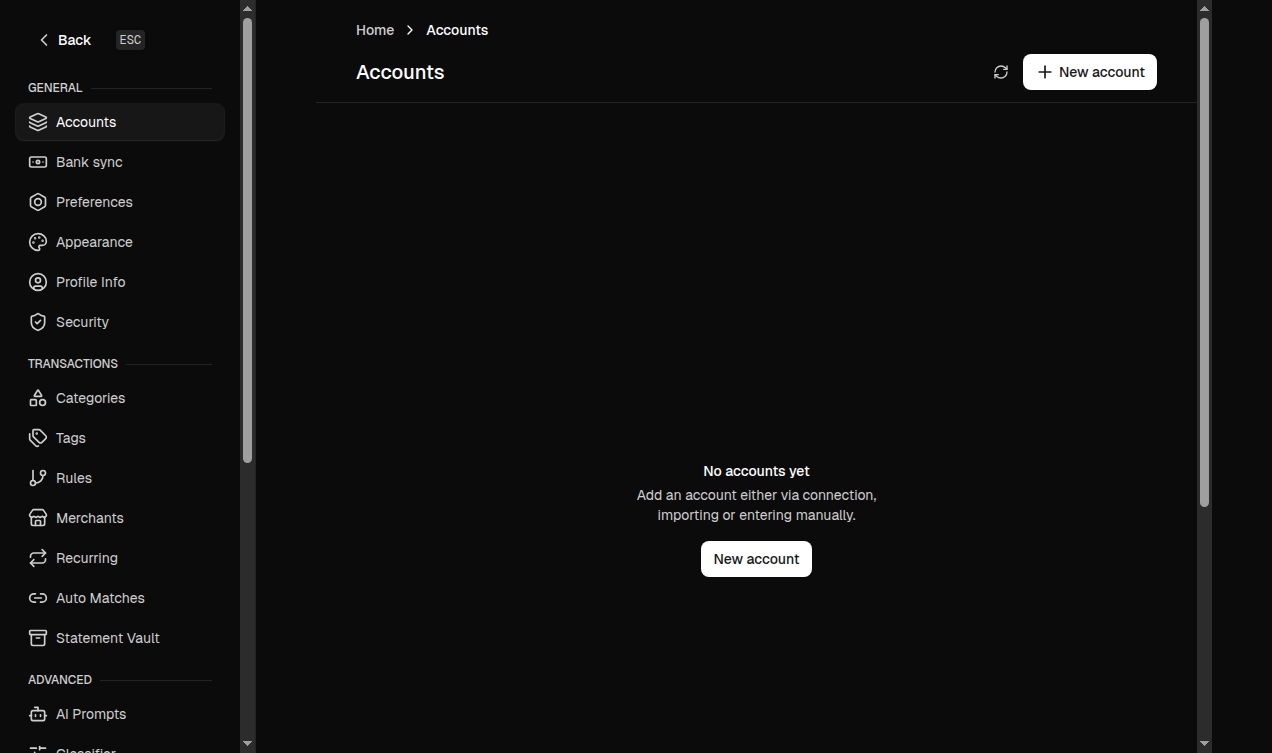 Back
ESC
GENERAL
Accounts
Bank sync
Preferences
Appearance
Profile Info
Security
TRANSACTIONS
Categories
Tags
Rules
Merchants
Recurring
Auto Matches
Statement Vault
ADVANCED
AI Prompts
Classifier
Home > Accounts
Accounts
New account
No accounts yet
Add an account either via connection,
importing or entering manually.
New account